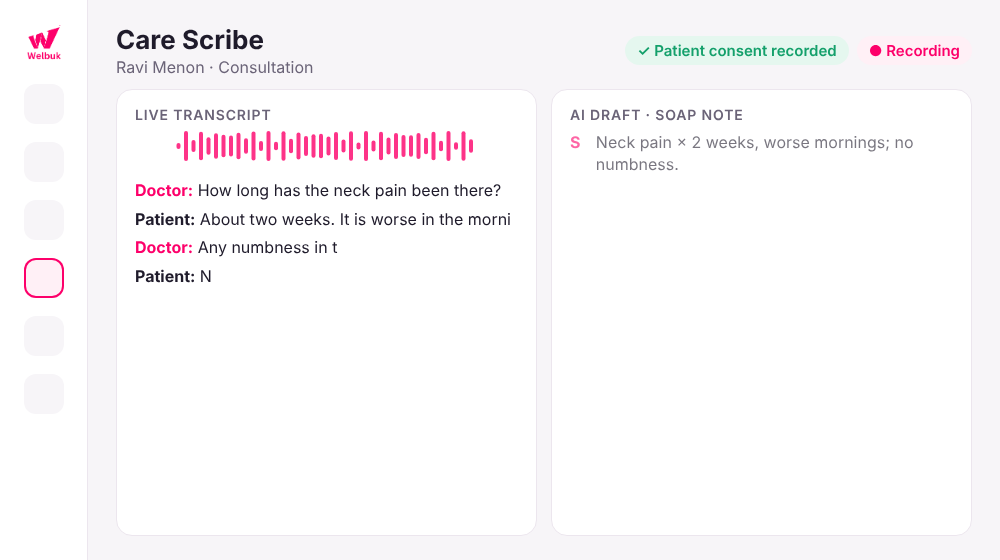 Welbuk
Care Scribe
Ravi Menon · Consultation
✓ Patient consent recorded
Recording
LIVE TRANSCRIPT
Doctor: How long has the neck pain been there?
Patient: About two weeks. It is worse in the morni
Doctor: Any numbness in t
Patient: N
AI DRAFT · SOAP NOTE
S Neck pain × 2 weeks, worse mornings; no
numbness.